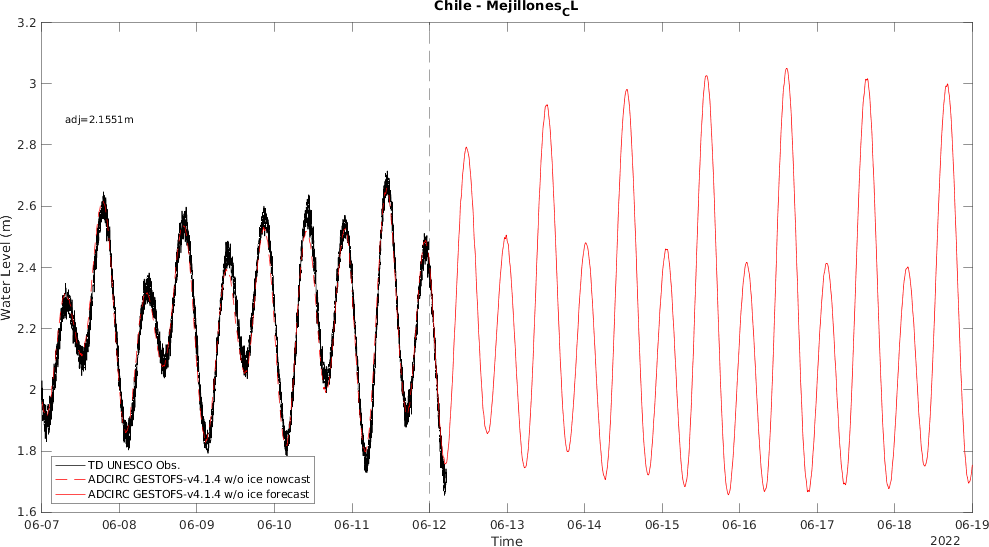 Chile - Mejillones_CL
3.2
3
2.8
2.6
2.4
2.2
2
1.8
1.6
Water Level (m)
adj=2.1551m
TD UNESCO Obs.
ADCIRC GESTOFS-v4.1.4 w/o ice nowcast
ADCIRC GESTOFS-v4.1.4 w/o ice forecast
06-07 06-08 06-09 06-10 06-11 06-12 06-13 06-14 06-15 06-16 06-17 06-18 06-19
Time
2022